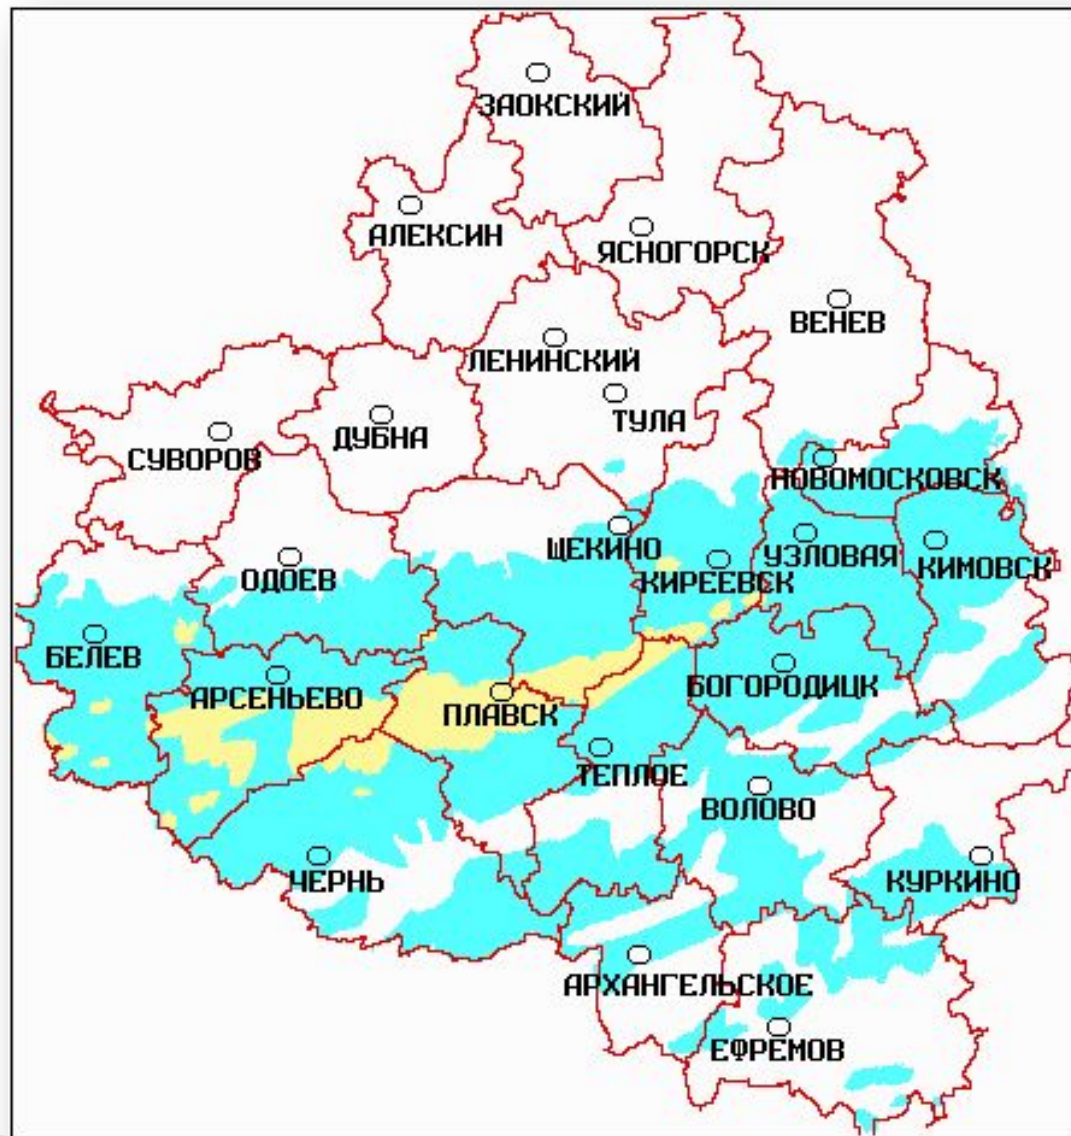 ЗАОКСКИЙ
АЛЕКСИН
ЯСНОГОРСК
ВЕНЕВ
ЛЕНИНСКИЙ
ТУЛА
ДУБНА
СУВОРОВ
НОВОМОСКОВСК
ЩЕКИНО
УЗЛОВАЯ
КИМОВСК
ОДОЕВ
КИРЕЕВСК
БЕЛЕВ
АРСЕНЬЕВО
БОГОРОДИЦК
ПЛАВСК
ТЕПЛОЕ
ВОЛОВО
ЧЕРНЬ
КУРКИНО
АРХАНГЕЛЬСКОЕ
ЕФРЕМОВ